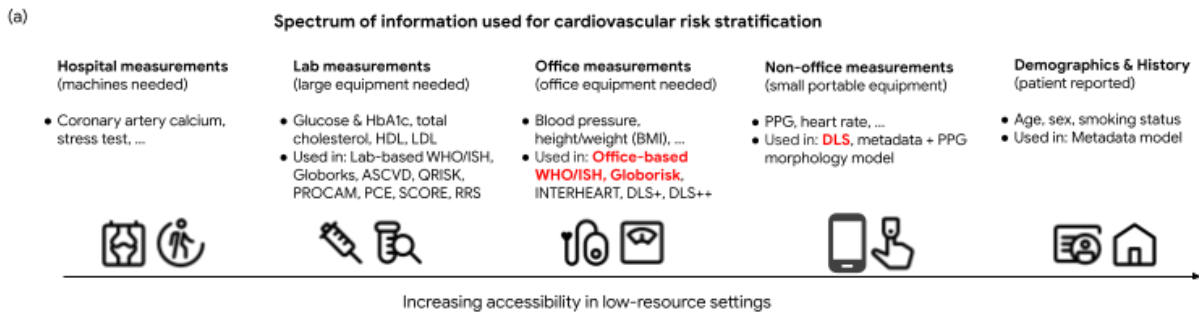 (a)
Spectrum of information used for cardiovascular risk stratification
Hospital measurements
(machines needed)
• Coronary artery calcium,
stress test, ...
Lab measurements
(large equipment needed)
• Glucose & HbA1c, total
cholesterol, HDL, LDL
• Used in: Lab-based WHO/ISH,
Globorks, ASCVD, QRISK,
PROCAM, PCE, SCORE, RRS
Office measurements
(office equipment needed)
• Blood pressure,
height/weight (BMI), ...
• Used in: Office-based
WHO/ISH, Globorisk,
INTERHEART, DLS+, DLS++
Non-office measurements
(small portable equipment)
• PPG, heart rate, ...
• Used in: DLS, metadata + PPG
morphology model
Demographics & History
(patient reported)
• Age, sex, smoking status
• Used in: Metadata model
Increasing accessibility in low-resource settings